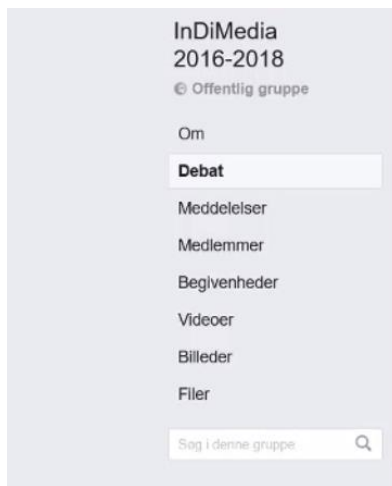 InDiMedia
2016-2018
Offentlig gruppe
Om
Debat
Meddelelser
Medlemmer
Begivenheder
Videoer
Billeder
Filer
Søg i denne gruppe